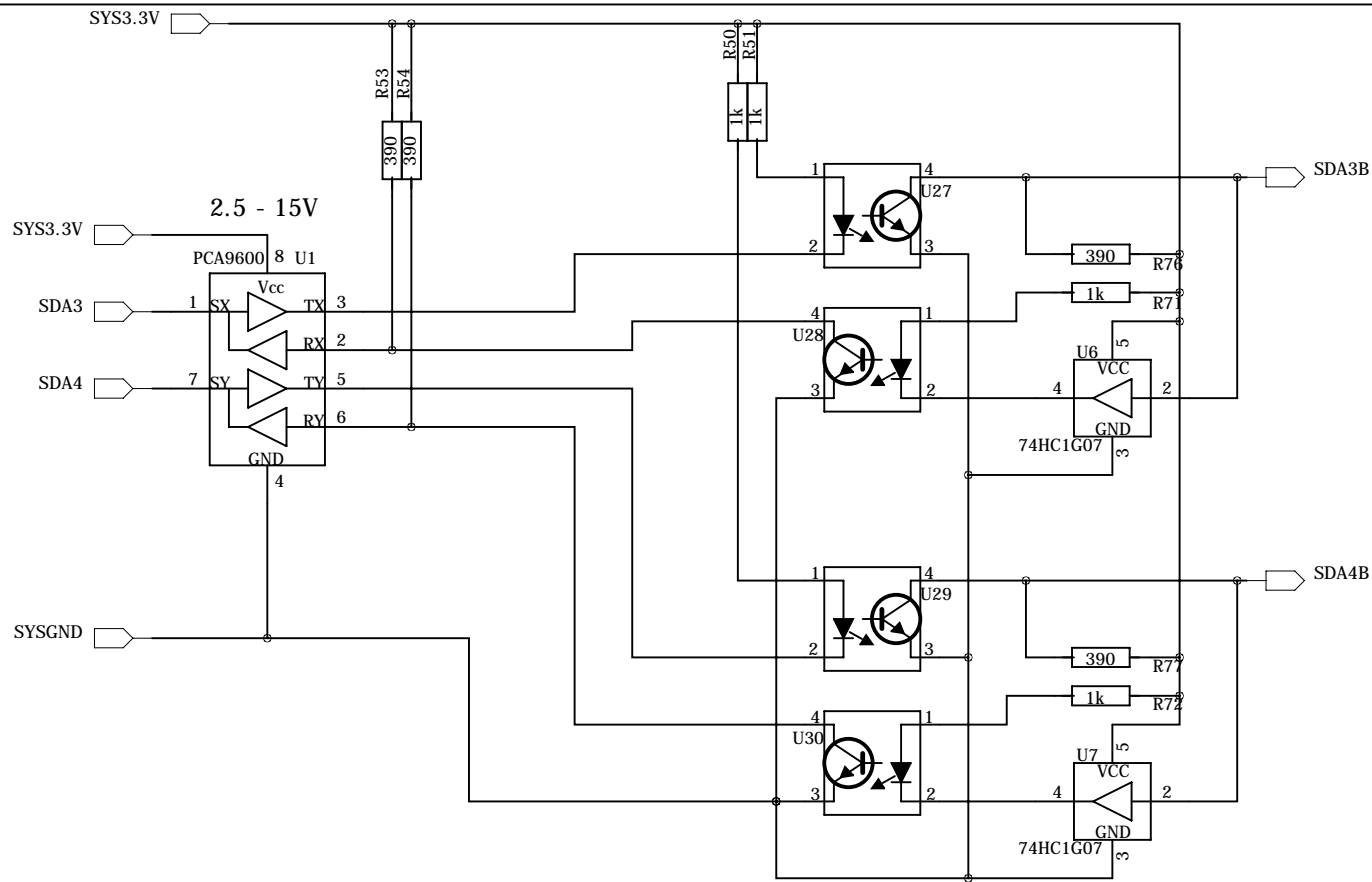 SYS3.3V
R53
R54
R50
R51
390
390
1k
1k
1
4
U27
2
3
SDA3B
2.5 - 15V
SYS3.3V
PCA9600
8
U1
Vcc
SDA3
1
SX
TX
3
RX
2
SDA4
7
SY
TY
5
RY
6
GND
4
390
R76
1k
R71
4
U28
1
3
2
U6
5
VCC
4
2
GND
74HC1G07
3
1
4
U29
2
3
SDA4B
SYSGND
390
R77
1k
R72
4
U30
1
3
2
U7
5
VCC
4
2
GND
74HC1G07
3